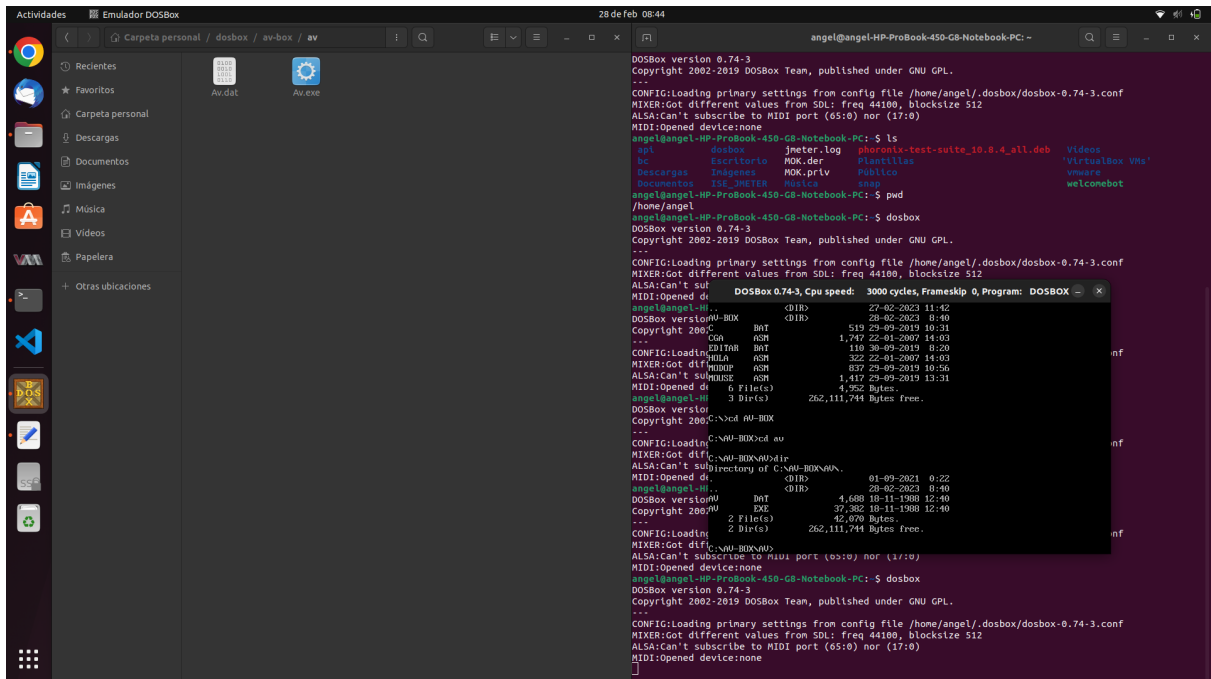 Actividades
Emulador DOSBox
28 de feb 08:44
Carpeta personal / dosbox / av-box / av
Recientes
Favoritos
Carpeta personal
Descargas
Documentos
Imágenes
Música
Vídeos
Papelera
+ Otras ubicaciones
Av.dat
Av.exe
angel@angel-HP-ProBook-450-G8-Notebook-PC: ~
DOSBox version 0.74-3
Copyright 2002-2019 DOSBox Team, published under GNU GPL.
---
CONFIG:Loading primary settings from config file /home/angel/.dosbox/dosbox-0.74-3.conf
MIXER:Got different values from SDL: freq 44100, blocksize 512
ALSA:Can't subscribe to MIDI port (65:0) nor (17:0)
MIDI:Opened device:none
angel@angel-HP-ProBook-450-G8-Notebook-PC:~$ ls
api dosbox jmeter.log phoronix-test-suite_10.8.4_all.deb Vídeos
bc Escritorio MOK.der Plantillas 'VirtualBox VMs'
Descargas Imágenes MOK.priv Público vmware
Documentos ISE_JMETER Música snap welcomebot
angel@angel-HP-ProBook-450-G8-Notebook-PC:~$ pwd
/home/angel
angel@angel-HP-ProBook-450-G8-Notebook-PC:~$ dosbox
DOSBox version 0.74-3
Copyright 2002-2019 DOSBox Team, published under GNU GPL.
---
CONFIG:Loading primary settings from config file /home/angel/.dosbox/dosbox-0.74-3.conf
MIXER:Got different values from SDL: freq 44100, blocksize 512
ALSA:Can't
MIDI:Opened
DOSBox 0.74-3, Cpu speed: 3000 cycles, Frameskip 0, Program: DOSBOX
.. <DIR> 27-02-2023 11:42
AV-BOX <DIR> 28-02-2023 8:40
C BAT 519 29-09-2019 10:31
CGA ASM 1,747 22-01-2007 14:03
EDITAR BAT 110 30-09-2019 8:20
HOLA ASM 322 22-01-2007 14:03
MODOP ASM 837 29-09-2019 10:56
MOUSE ASM 1,417 29-09-2019 13:31
6 File(s) 4,952 Bytes.
3 Dir(s) 262,111,744 Bytes free.
C:\>cd AV-BOX
C:\AV-BOX>cd av
C:\AV-BOX\AV>dir
Directory of C:\AV-BOX\AV\.
. <DIR> 01-09-2021 0:22
.. <DIR> 28-02-2023 8:40
AV DAT 4,688 18-11-1988 12:40
AV EXE 37,382 18-11-1988 12:40
2 File(s) 42,070 Bytes.
2 Dir(s) 262,111,744 Bytes free.
C:\AV-BOX\AV>
ALSA:Can't subscribe to MIDI port (65:0) nor (17:0)
MIDI:Opened device:none
angel@angel-HP-ProBook-450-G8-Notebook-PC:~$ dosbox
DOSBox version 0.74-3
Copyright 2002-2019 DOSBox Team, published under GNU GPL.
---
CONFIG:Loading primary settings from config file /home/angel/.dosbox/dosbox-0.74-3.conf
MIXER:Got different values from SDL: freq 44100, blocksize 512
ALSA:Can't subscribe to MIDI port (65:0) nor (17:0)
MIDI:Opened device:none